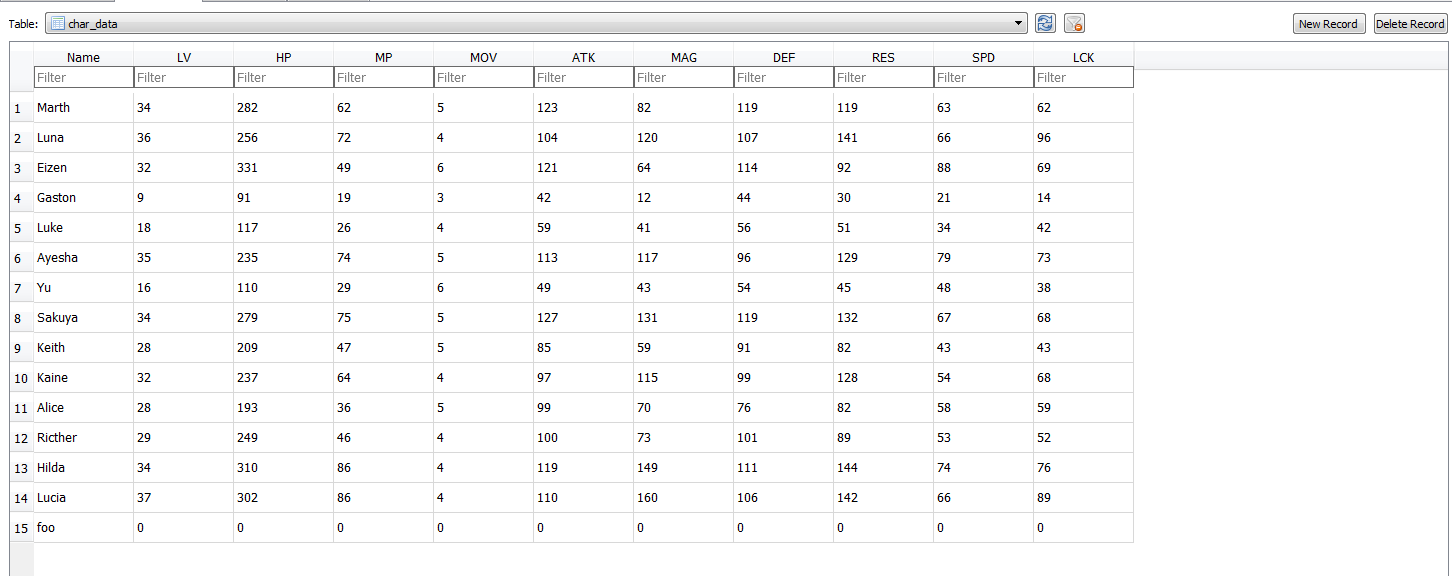 Table: char_data New Record Delete Record
Name LV HP MP MOV ATK MAG DEF RES SPD LCK
Filter Filter Filter Filter Filter Filter Filter Filter Filter Filter Filter
1 Marth 34 282 62 5 123 82 119 119 63 62
2 Luna 36 256 72 4 104 120 107 141 66 96
3 Eizen 32 331 49 6 121 64 114 92 88 69
4 Gaston 9 91 19 3 42 12 44 30 21 14
5 Luke 18 117 26 4 59 41 56 51 34 42
6 Ayesha 35 235 74 5 113 117 96 129 79 73
7 Yu 16 110 29 6 49 43 54 45 48 38
8 Sakuya 34 279 75 5 127 131 119 132 67 68
9 Keith 28 209 47 5 85 59 91 82 43 43
10 Kaine 32 237 64 4 97 115 99 128 54 68
11 Alice 28 193 36 5 99 70 76 82 58 59
12 Ricther 29 249 46 4 100 73 101 89 53 52
13 Hilda 34 310 86 4 119 149 111 144 74 76
14 Lucia 37 302 86 4 110 160 106 142 66 89
15 foo 0 0 0 0 0 0 0 0 0 0